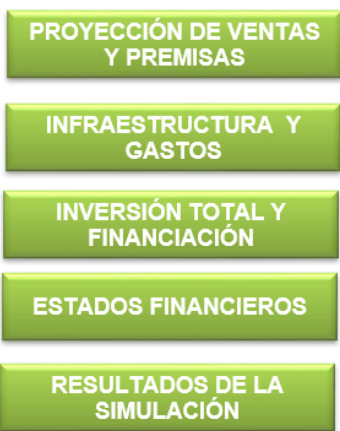 PROYECCIÓN DE VENTAS
Y PREMISAS
INFRAESTRUCTURA Y
GASTOS
INVERSIÓN TOTAL Y
FINANCIACIÓN
ESTADOS FINANCIEROS
RESULTADOS DE LA
SIMULACIÓN